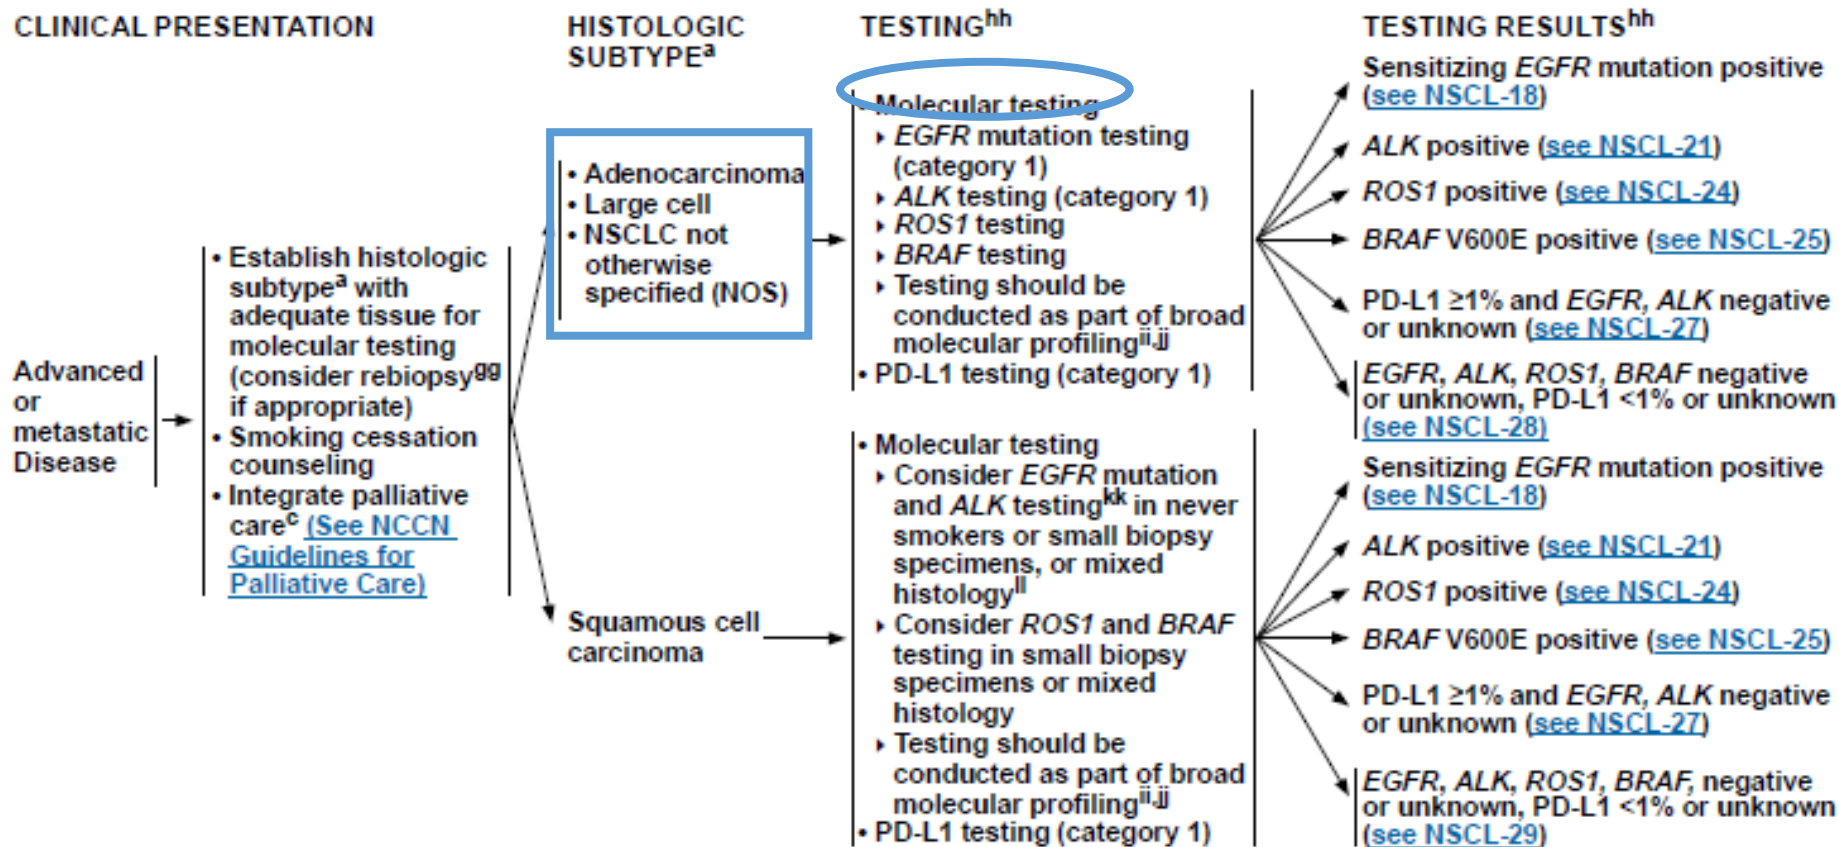 CLINICAL PRESENTATION
HISTOLOGIC
SUBTYPEᵃ
TESTINGʰʰ
TESTING RESULTSʰʰ
Advanced
or
metastatic
Disease
• Establish histologic
subtypeᵃ with
adequate tissue for
molecular testing
(consider rebiopsyᵍᵍ
if appropriate)
• Smoking cessation
counseling
• Integrate palliative
careᶜ (See NCCN
Guidelines for
Palliative Care)
• Adenocarcinoma
• Large cell
• NSCLC not
otherwise
specified (NOS)
• Molecular testing
▸ EGFR mutation testing
(category 1)
▸ ALK testing (category 1)
▸ ROS1 testing
▸ BRAF testing
▸ Testing should be
conducted as part of broad
molecular profilingⁱⁱ,ʲʲ
• PD-L1 testing (category 1)
Sensitizing EGFR mutation positive
(see NSCL-18)
ALK positive (see NSCL-21)
ROS1 positive (see NSCL-24)
BRAF V600E positive (see NSCL-25)
PD-L1 ≥1% and EGFR, ALK negative
or unknown (see NSCL-27)
EGFR, ALK, ROS1, BRAF negative
or unknown, PD-L1 <1% or unknown
(see NSCL-28)
Squamous cell
carcinoma
• Molecular testing
▸ Consider EGFR mutation
and ALK testingᵏᵏ in never
smokers or small biopsy
specimens, or mixed
histologyˡˡ
▸ Consider ROS1 and BRAF
testing in small biopsy
specimens or mixed
histology
▸ Testing should be
conducted as part of broad
molecular profilingⁱⁱ,ʲʲ
• PD-L1 testing (category 1)
Sensitizing EGFR mutation positive
(see NSCL-18)
ALK positive (see NSCL-21)
ROS1 positive (see NSCL-24)
BRAF V600E positive (see NSCL-25)
PD-L1 ≥1% and EGFR, ALK negative
or unknown (see NSCL-27)
EGFR, ALK, ROS1, BRAF, negative
or unknown, PD-L1 <1% or unknown
(see NSCL-29)